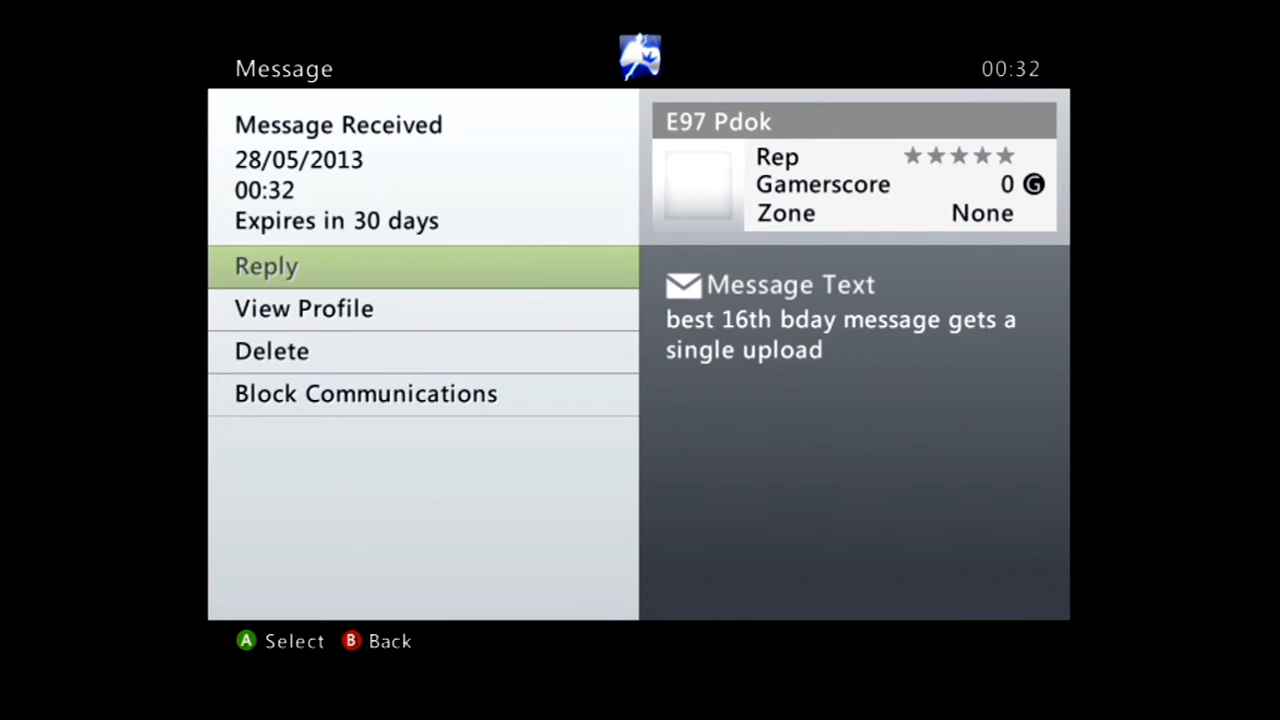 Message
00:32
Message Received
28/05/2013
00:32
Expires in 30 days
Reply
View Profile
Delete
Block Communications
E97 Pdok
Rep
Gamerscore 0 G
Zone None
Message Text
best 16th bday message gets a
single upload
A Select B Back